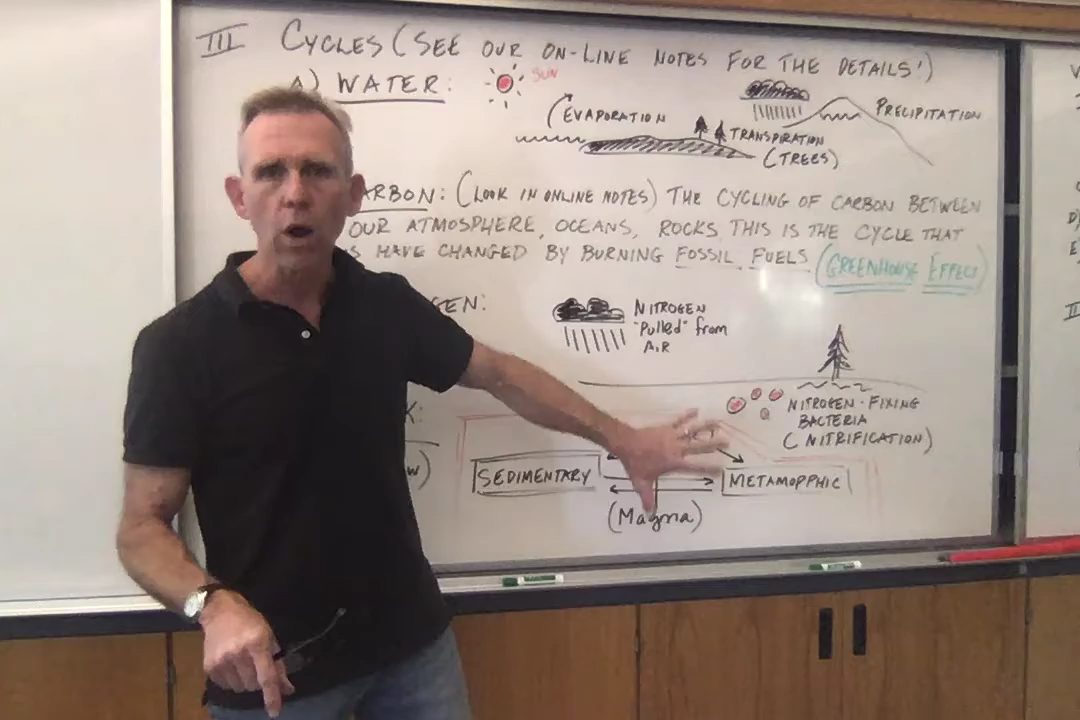 III CYCLES (SEE OUR ON-LINE NOTES FOR THE DETAILS!)
A) WATER:
SUN
EVAPORATION
PRECIPITATION
TRANSPIRATION
(TREES)
ARBON: (LOOK IN ONLINE NOTES) THE CYCLING OF CARBON BETWEEN
OUR ATMOSPHERE, OCEANS, ROCKS THIS IS THE CYCLE THAT
S HAVE CHANGED BY BURNING FOSSIL FUELS (GREENHOUSE EFFECT)
GEN:
NITROGEN
"Pulled" from
AIR
NITROGEN-FIXING
BACTERIA
(NITRIFICATION)
K:
W)
SEDIMENTARY
METAMORPHIC
(Magma)